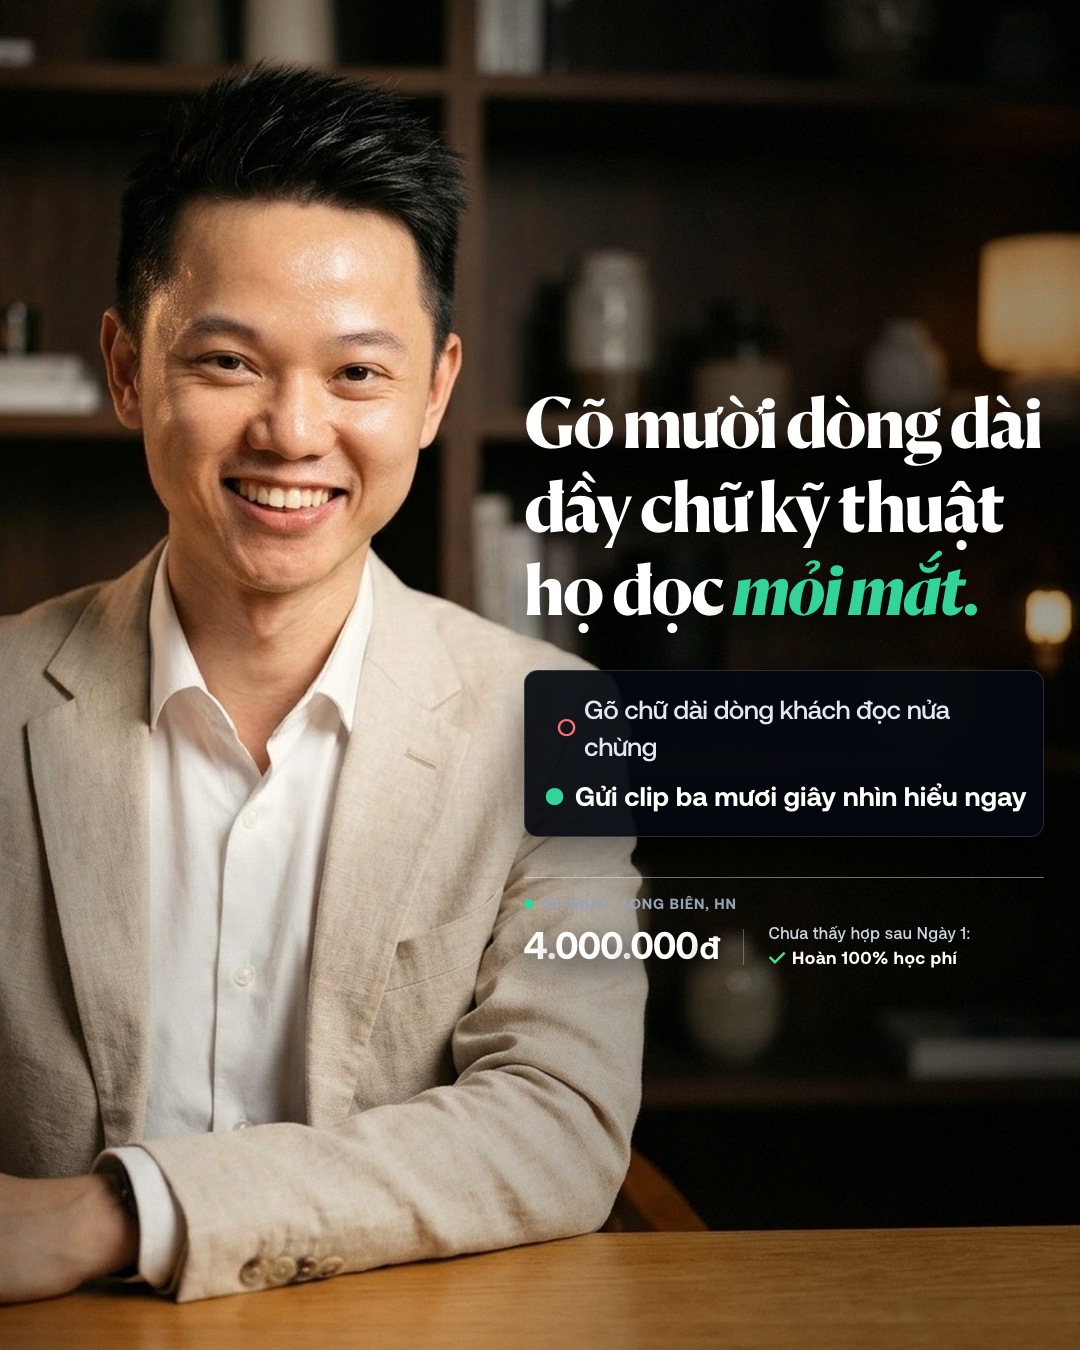 Gõ mười dòng dài
đầy chữ kỹ thuật
họ đọc mỏi mắt.
Gõ chữ dài dòng khách đọc nửa
chừng
Gửi clip ba mươi giây nhìn hiểu ngay
LONG BIÊN, HN
4.000.000đ
Chưa thấy hợp sau Ngày 1:
✓ Hoàn 100% học phí